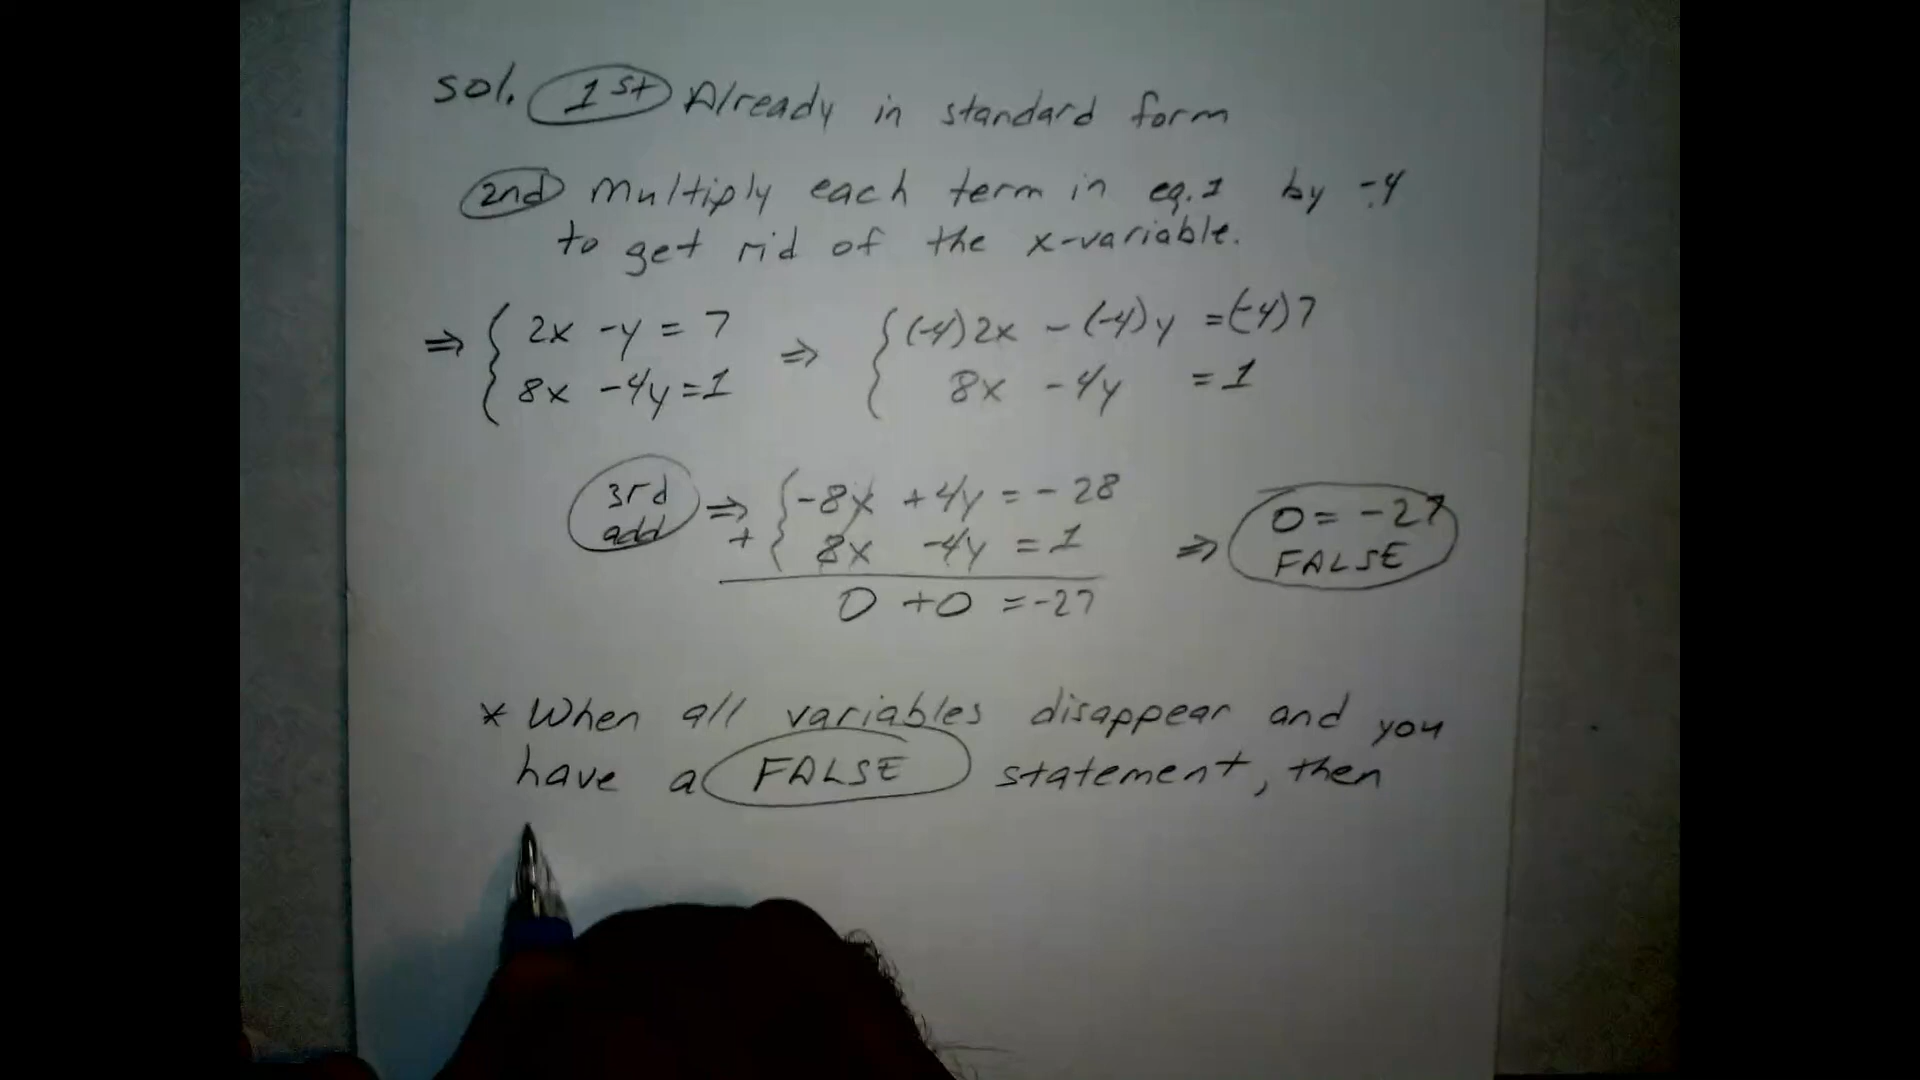 sol. 1st Already in standard form
2nd Multiply each term in eq.1 by -4
to get rid of the x-variable.
⇒ { 2x - y = 7 ⇒ { (-4)2x - (-4)y = (-4)7
8x - 4y = 1 8x - 4y = 1
3rd add ⇒ + { -8x + 4y = -28
8x - 4y = 1 ⇒ 0 = -27 FALSE
0 + 0 = -27
* When all variables disappear and you
have a FALSE statement, then